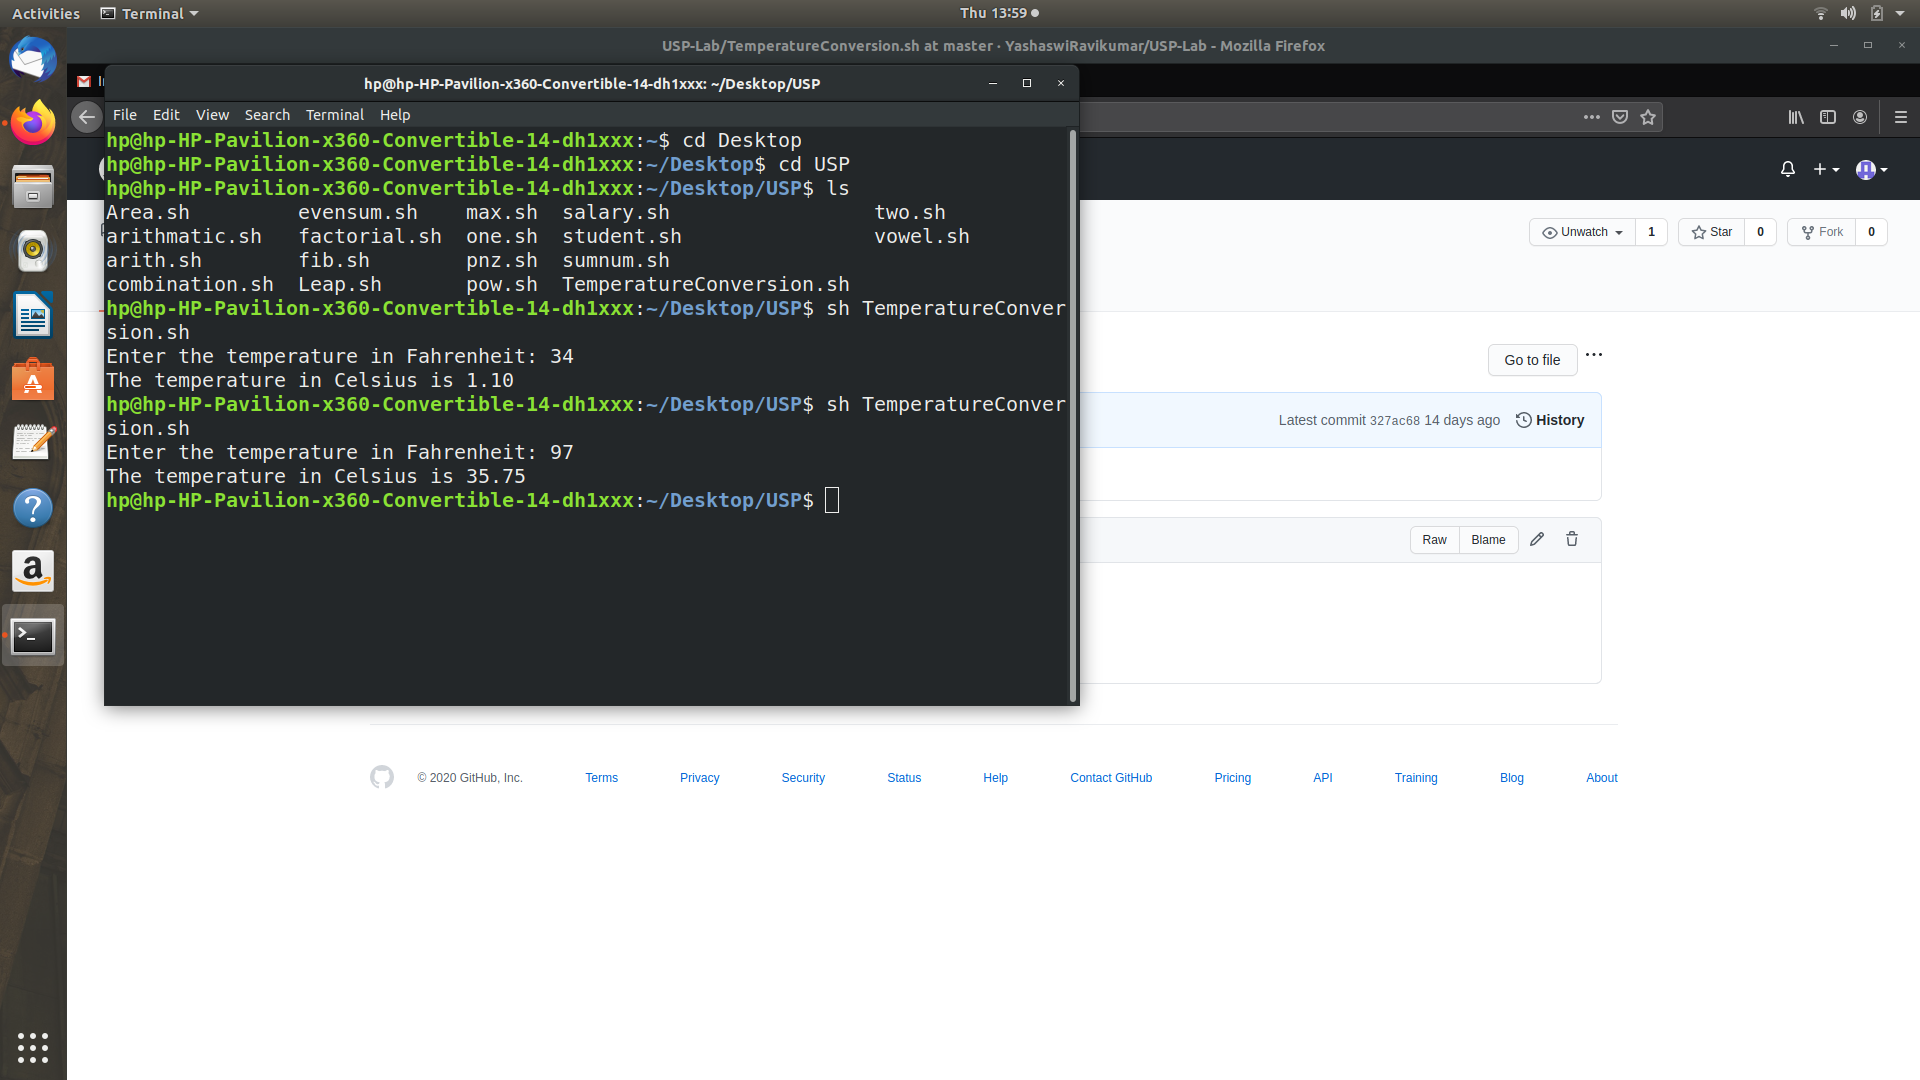 Activities Terminal Thu 13:59
USP-Lab/TemperatureConversion.sh at master · YashaswiRavikumar/USP-Lab - Mozilla Firefox
hp@hp-HP-Pavilion-x360-Convertible-14-dh1xxx: ~/Desktop/USP
File Edit View Search Terminal Help
hp@hp-HP-Pavilion-x360-Convertible-14-dh1xxx:~$ cd Desktop
hp@hp-HP-Pavilion-x360-Convertible-14-dh1xxx:~/Desktop$ cd USP
hp@hp-HP-Pavilion-x360-Convertible-14-dh1xxx:~/Desktop/USP$ ls
Area.sh evensum.sh max.sh salary.sh two.sh
arithmatic.sh factorial.sh one.sh student.sh vowel.sh
arith.sh fib.sh pnz.sh sumnum.sh
combination.sh Leap.sh pow.sh TemperatureConversion.sh
hp@hp-HP-Pavilion-x360-Convertible-14-dh1xxx:~/Desktop/USP$ sh TemperatureConver
sion.sh
Enter the temperature in Fahrenheit: 34
The temperature in Celsius is 1.10
hp@hp-HP-Pavilion-x360-Convertible-14-dh1xxx:~/Desktop/USP$ sh TemperatureConver
sion.sh
Enter the temperature in Fahrenheit: 97
The temperature in Celsius is 35.75
hp@hp-HP-Pavilion-x360-Convertible-14-dh1xxx:~/Desktop/USP$
Unwatch 1 Star 0 Fork 0
Go to file
Latest commit 327ac68 14 days ago History
Raw Blame
© 2020 GitHub, Inc. Terms Privacy Security Status Help Contact GitHub Pricing API Training Blog About